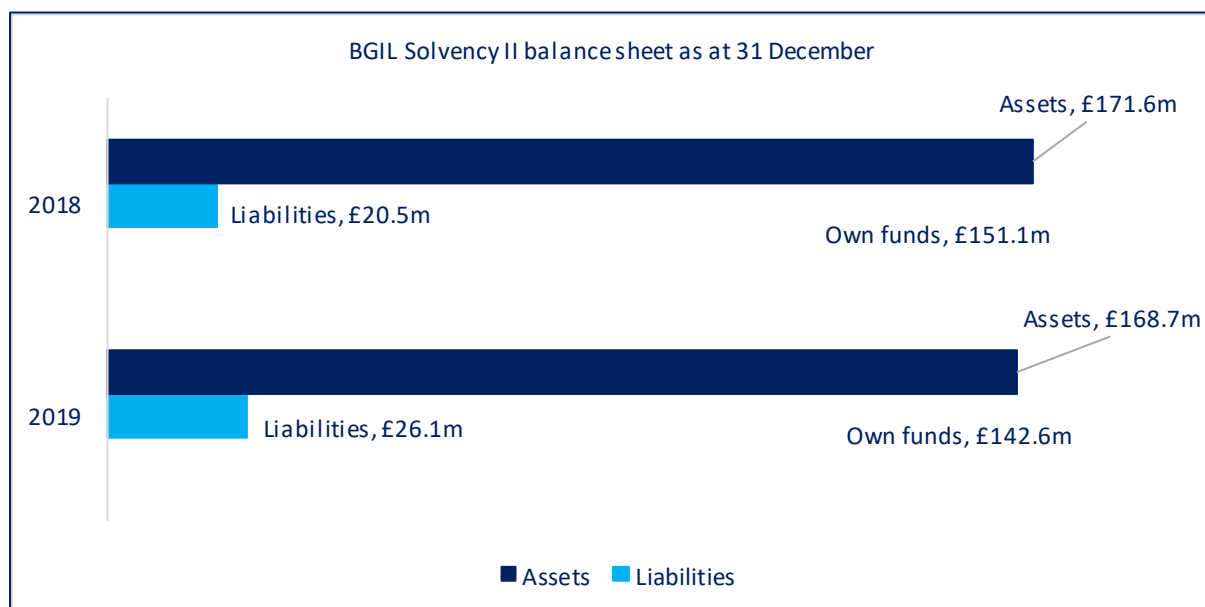 BGIL Solvency II balance sheet as at 31 December
Assets, £171.6m
2018
Liabilities, £20.5m
Own funds, £151.1m
Assets, £168.7m
2019
Liabilities, £26.1m
Own funds, £142.6m
Assets Liabilities